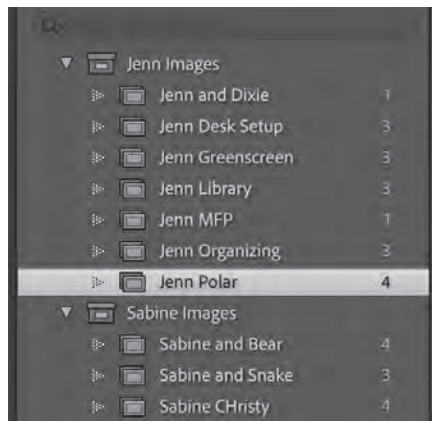 Jenn Images
Jenn and Dixie 1
Jenn Desk Setup 3
Jenn Greenscreen 3
Jenn Library 3
Jenn MFP 1
Jenn Organizing 3
Jenn Polar 4
Sabine Images
Sabine and Bear 4
Sabine and Snake 3
Sabine CHristy 4